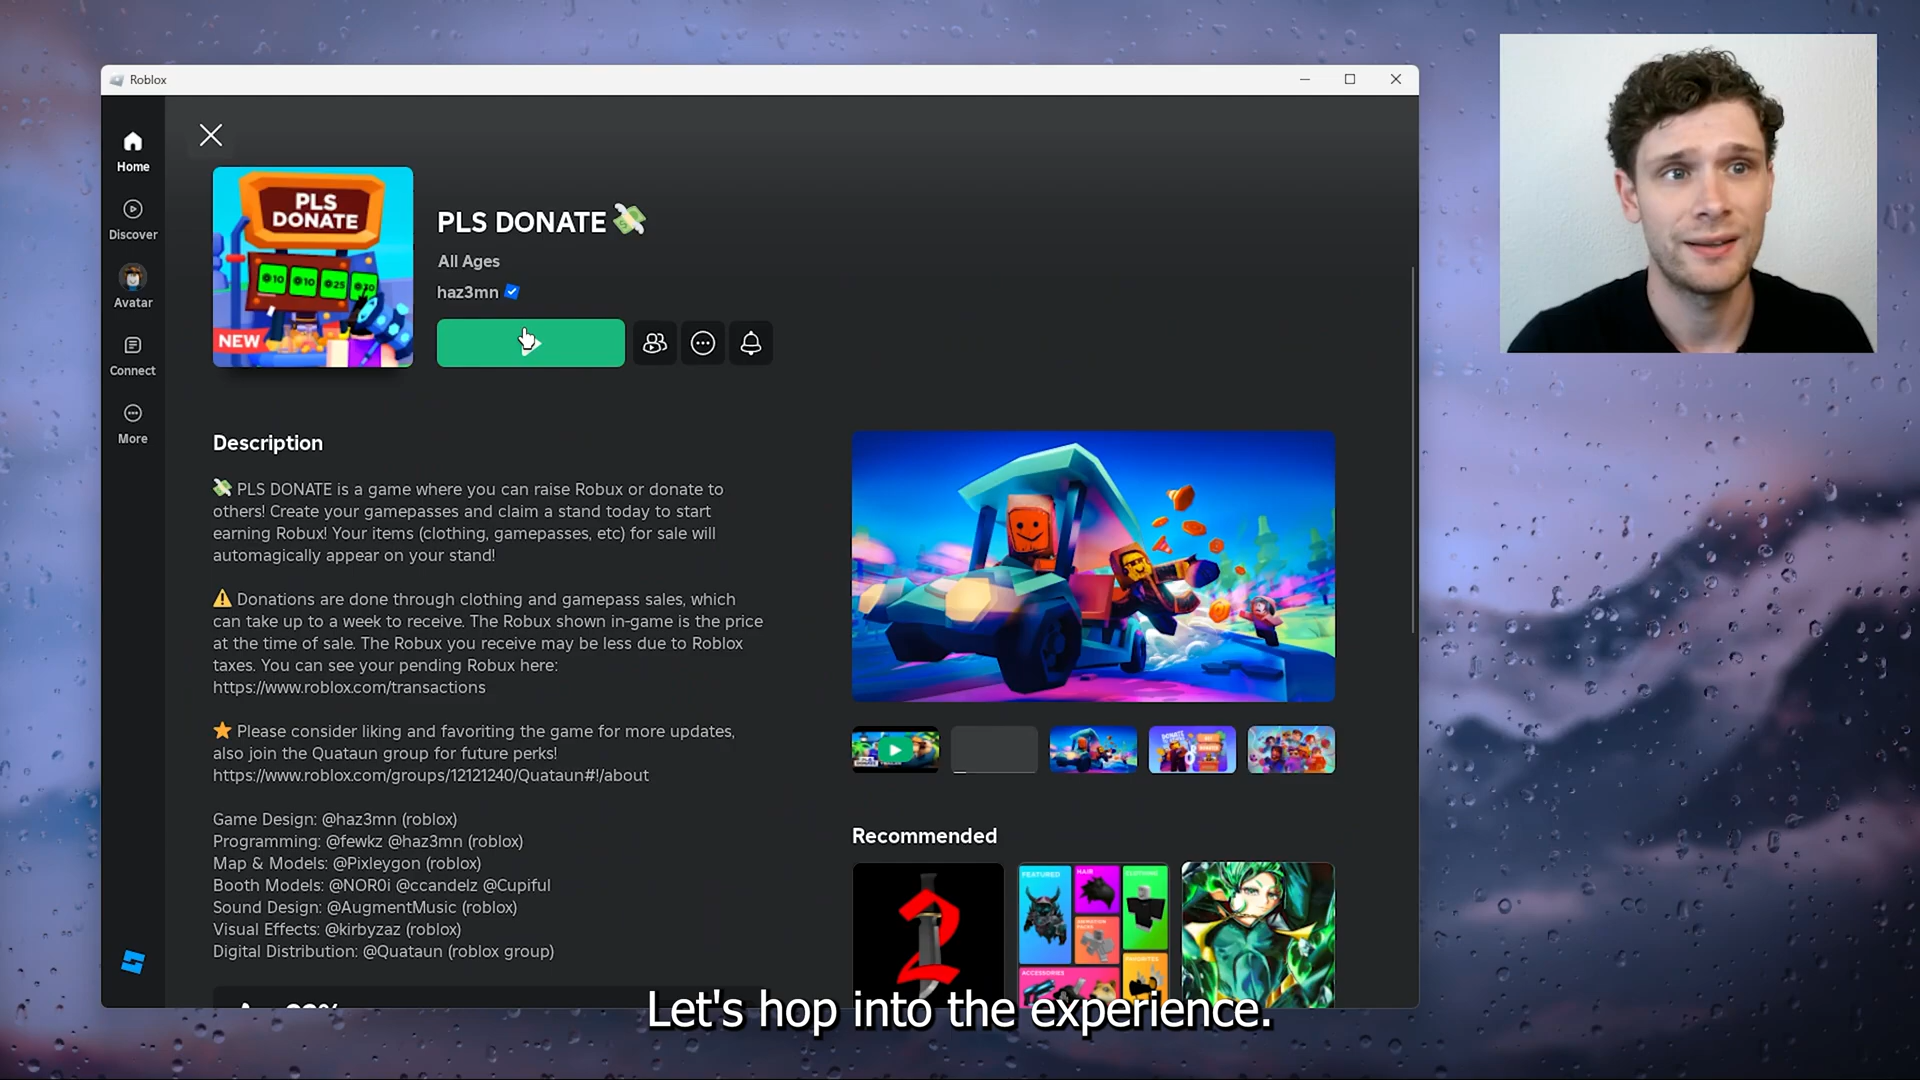 Roblox
Home
Discover
Avatar
Connect
More
PLS
DONATE
10
10
25
NEW
PLS DONATE
All Ages
haz3mn
Description
PLS DONATE is a game where you can raise Robux or donate to
others! Create your gamepasses and claim a stand today to start
earning Robux! Your items (clothing, gamepasses, etc) for sale will
automagically appear on your stand!
Donations are done through clothing and gamepass sales, which
can take up to a week to receive. The Robux shown in-game is the price
at the time of sale. The Robux you receive may be less due to Roblox
taxes. You can see your pending Robux here:
https://www.roblox.com/transactions
Please consider liking and favoriting the game for more updates,
also join the Quataun group for future perks!
https://www.roblox.com/groups/12121240/Quataun#!/about
Game Design: @haz3mn (roblox)
Programming: @fewkz @haz3mn (roblox)
Map & Models: @Pixleygon (roblox)
Booth Models: @NOR0i @ccandelz @Cupiful
Sound Design: @AugmentMusic (roblox)
Visual Effects: @kirbyzaz (roblox)
Digital Distribution: @Quataun (roblox group)
Recommended
2
FEATURED
HAIR
ACCESSORIES
Let's hop into the experience.